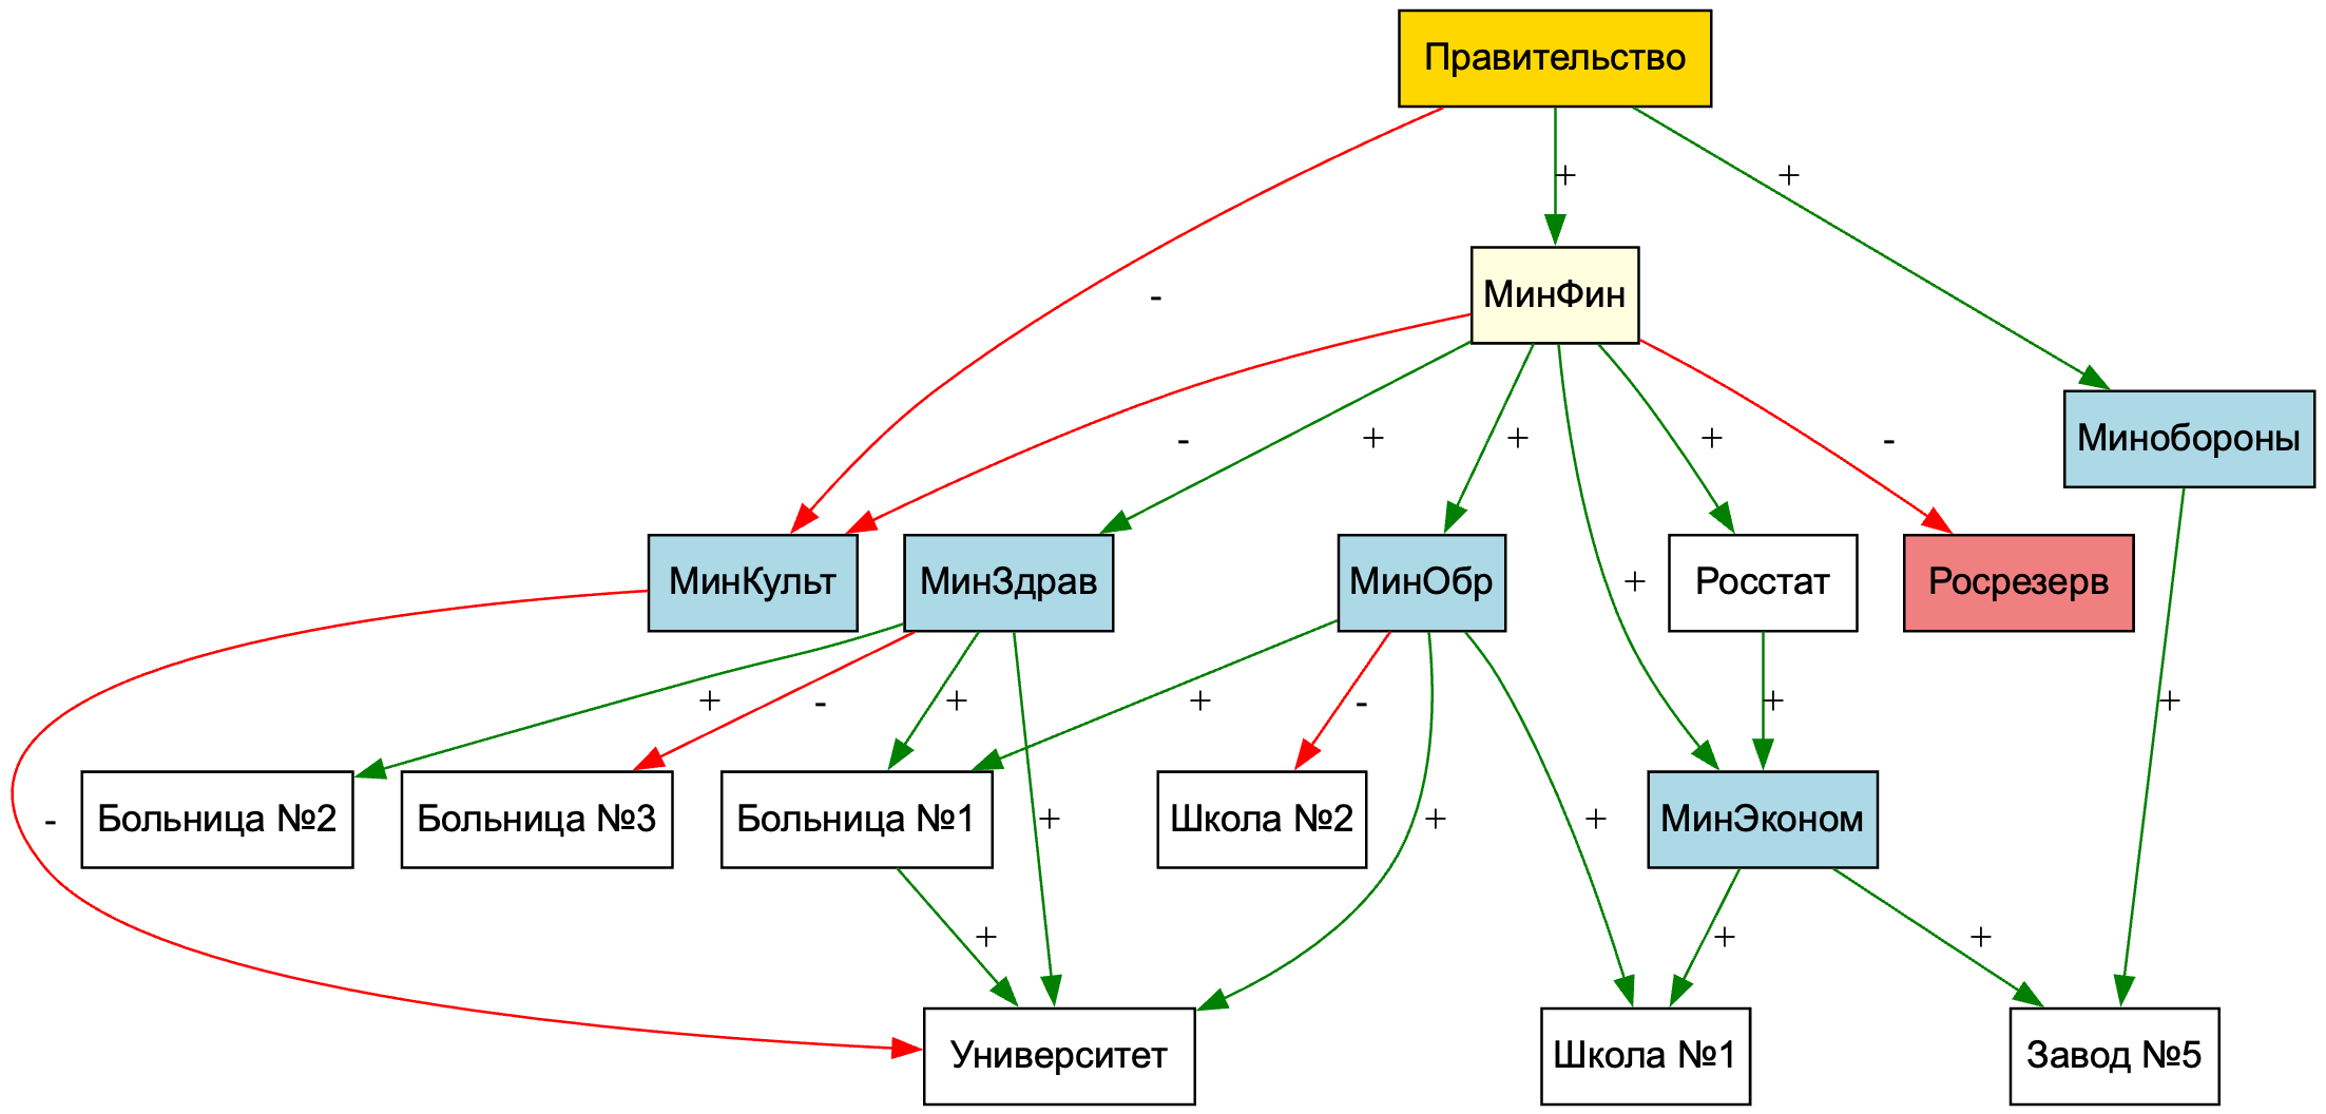 Правительство
+
+
-
МинФин
-
+
+
+
-
Минобороны
МинКульт
МинЗдрав
МинОбр
+
Росстат
Росрезерв
+
-
+
+
-
+
+
-
Больница №2
Больница №3
Больница №1
+
Школа №2
+
+
МинЭконом
+
+
+
Университет
Школа №1
Завод №5